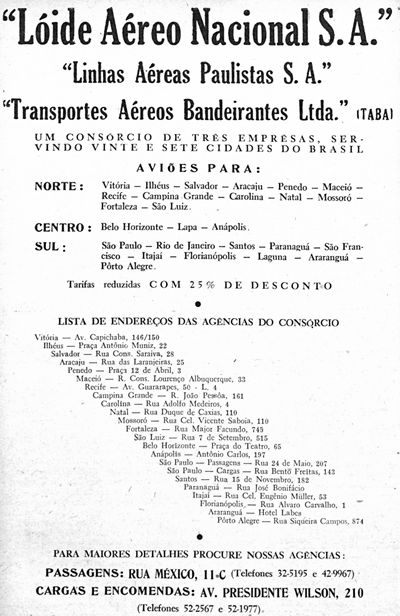 “Lóide Aéreo Nacional S. A.”
“Linhas Aéreas Paulistas S. A.”
“Transportes Aéreos Bandeirantes Ltda.” (TABA)
UM CONSÓRCIO DE TRÊS EMPRÊSAS, SER-
VINDO VINTE E SETE CIDADES DO BRASIL
AVIÕES PARA:
NORTE: Vitória — Ilhéus — Salvador — Aracaju — Penedo — Maceió —
Recife — Campina Grande — Carolina — Natal — Mossoró —
Fortaleza — São Luiz.
CENTRO: Belo Horizonte — Lapa — Anápolis.
SUL: São Paulo — Rio de Janeiro — Santos — Paranaguá — São Fran-
cisco — Itajaí — Florianópolis — Laguna — Araranguá —
Pôrto Alegre.
Tarifas reduzidas COM 25% DE DESCONTO
LISTA DE ENDERÊÇOS DAS AGÊNCIAS DO CONSÓRCIO
Vitória — Av. Capichaba, 146/150
Ilhéus — Praça Antônio Muniz, 22
Salvador — Rua Cons. Saraiva, 28
Aracaju — Rua das Laranjeiras, 25
Penedo — Praça 12 de Abril, 3
Maceió — R. Cons. Lourenço Albuquerque, 33
Recife — Av. Guararapes, 50 - L. 4
Campina Grande — R. João Pessôa, 161
Carolina — Rua Adolfo Medeiros, 4
Natal — Rua Duque de Caxias, 110
Mossoró — Rua Cel. Vicente Saboia, 110
Fortaleza — Rua Major Facundo, 749
São Luiz — Rua 7 de Setembro, 515
Belo Horizonte — Praça do Teatro, 65
Anápolis — Antônio Carlos, 197
São Paulo — Passagens — Rua 24 de Maio, 207
São Paulo — Cargas — Rua Bentó Freitas, 143
Santos — Rua 15 de Novembro, 182
Paranaguá — Rua José Bonifácio
Itajaí — Rua Cel. Eugênio Müller, 53
Florianópolis — Rua Alvaro Carvalho, 1
Araranguá — Hotel Labes
Pôrto Alegre — Rua Siqueira Campos, 874
PARA MAIORES DETALHES PROCURE NOSSAS AGÊNCIAS:
PASSAGENS: RUA MÉXICO, 11-C (Telefones 32-5195 e 42-9967)
CARGAS E ENCOMENDAS: AV. PRESIDENTE WILSON, 210
(Telefones 52-2567 e 52-1977).